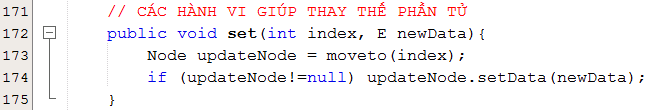 171 // CÁC HÀNH VI GIÚP THAY THẾ PHẦN TỬ
172 public void set(int index, E newData){
173 Node updateNode = moveto(index);
174 if (updateNode!=null) updateNode.setData(newData);
175 }